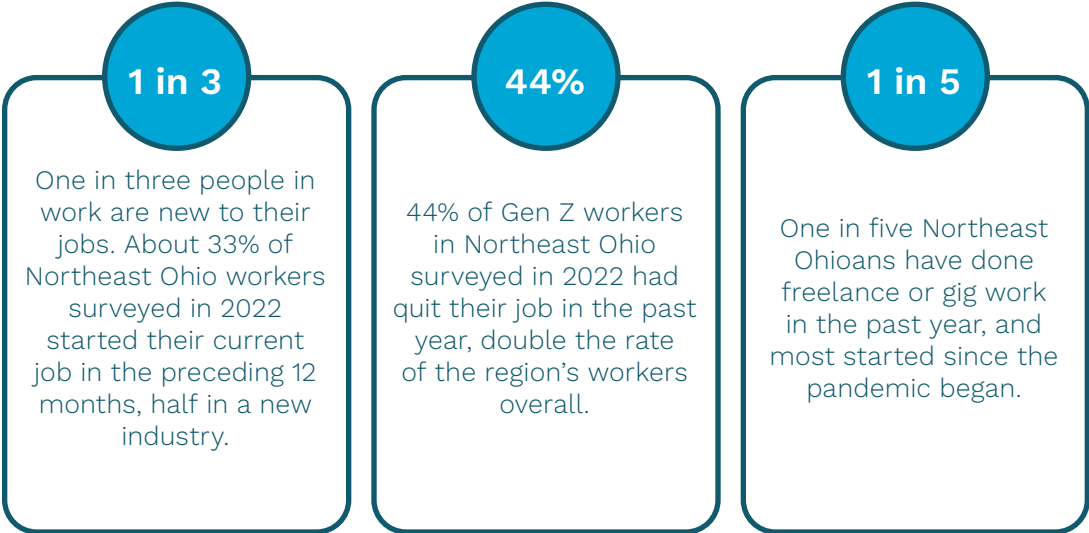 1 in 3
One in three people in
work are new to their
jobs. About 33% of
Northeast Ohio workers
surveyed in 2022
started their current
job in the preceding 12
months, half in a new
industry.
44%
44% of Gen Z workers
in Northeast Ohio
surveyed in 2022 had
quit their job in the past
year, double the rate
of the region’s workers
overall.
1 in 5
One in five Northeast
Ohioans have done
freelance or gig work
in the past year, and
most started since the
pandemic began.